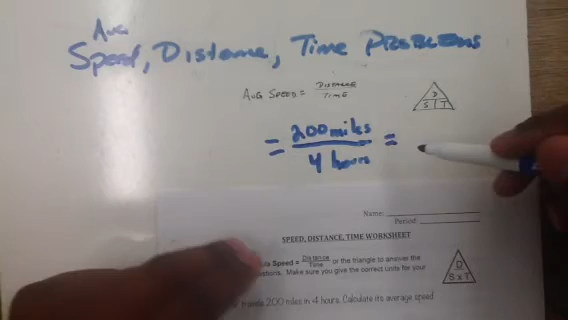 Avg
Speed, Distance, Time PROBLEMS
AVG SPEED = DISTANCE
TIME
D
S T
= 200 miles =
4 hours
Name:
Period:
SPEED, DISTANCE, TIME WORKSHEET
Speed = Distance or the triangle to answer the
Time
Make sure you give the correct units for your
D
S x T
travels 200 miles in 4 hours. Calculate its average speed